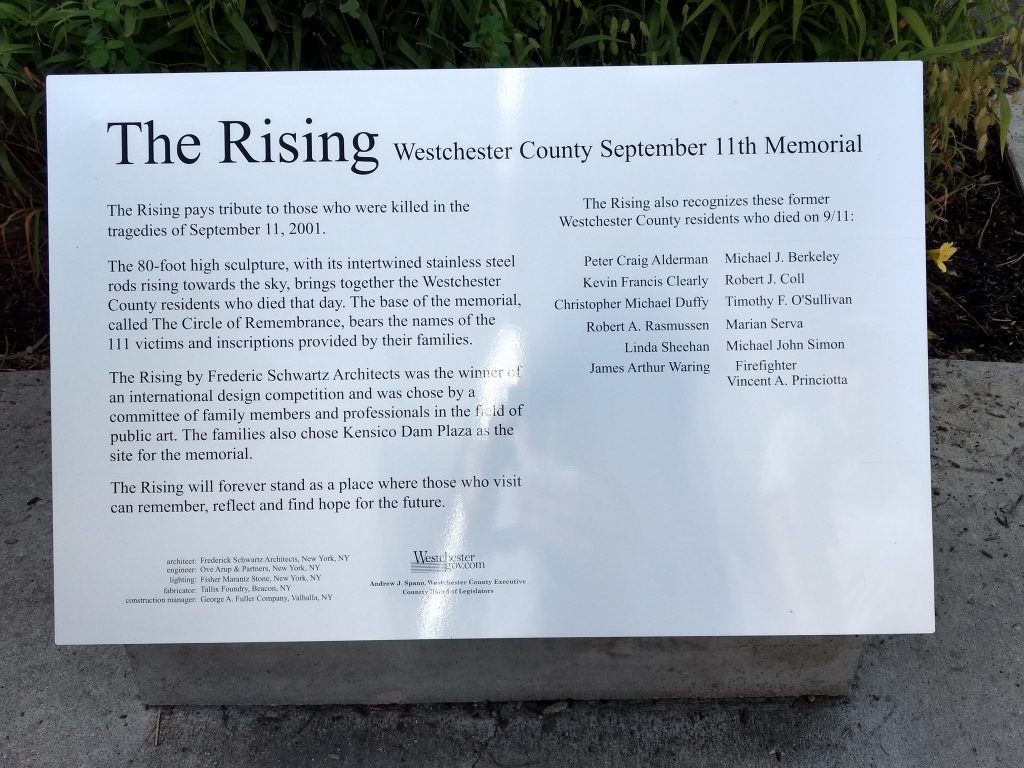 The Rising Westchester County September 11th Memorial
The Rising pays tribute to those who were killed in the
tragedies of September 11, 2001.
The 80-foot high sculpture, with its intertwined stainless steel
rods rising towards the sky, brings together the Westchester
County residents who died that day. The base of the memorial,
called The Circle of Remembrance, bears the names of the
111 victims and inscriptions provided by their families.
The Rising by Frederic Schwartz Architects was the winner of
an international design competition and was chose by a
committee of family members and professionals in the field of
public art. The families also chose Kensico Dam Plaza as the
site for the memorial.
The Rising will forever stand as a place where those who visit
can remember, reflect and find hope for the future.
architect: Frederick Schwartz Architects, New York, NY
engineer: Ove Arup & Partners, New York, NY
lighting: Fisher Marantz Stone, New York, NY
fabricator: Tallix Foundry, Beacon, NY
construction manager: George A. Fuller Company, Valhalla, NY
Westchester
gov.com
Andrew J. Spano, Westchester County Executive
County Board of Legislators
The Rising also recognizes these former
Westchester County residents who died on 9/11:
Peter Craig Alderman Michael J. Berkeley
Kevin Francis Clearly Robert J. Coll
Christopher Michael Duffy Timothy F. O'Sullivan
Robert A. Rasmussen Marian Serva
Linda Sheehan Michael John Simon
James Arthur Waring Firefighter
Vincent A. Princiotta